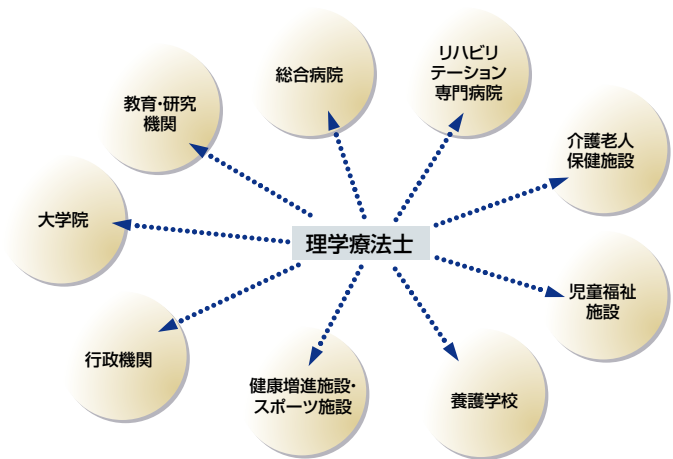 総合病院
リハビリ
テーション
専門病院
教育・研究
機関
介護老人
保健施設
大学院
理学療法士
児童福祉
施設
行政機関
健康増進施設・
スポーツ施設
養護学校